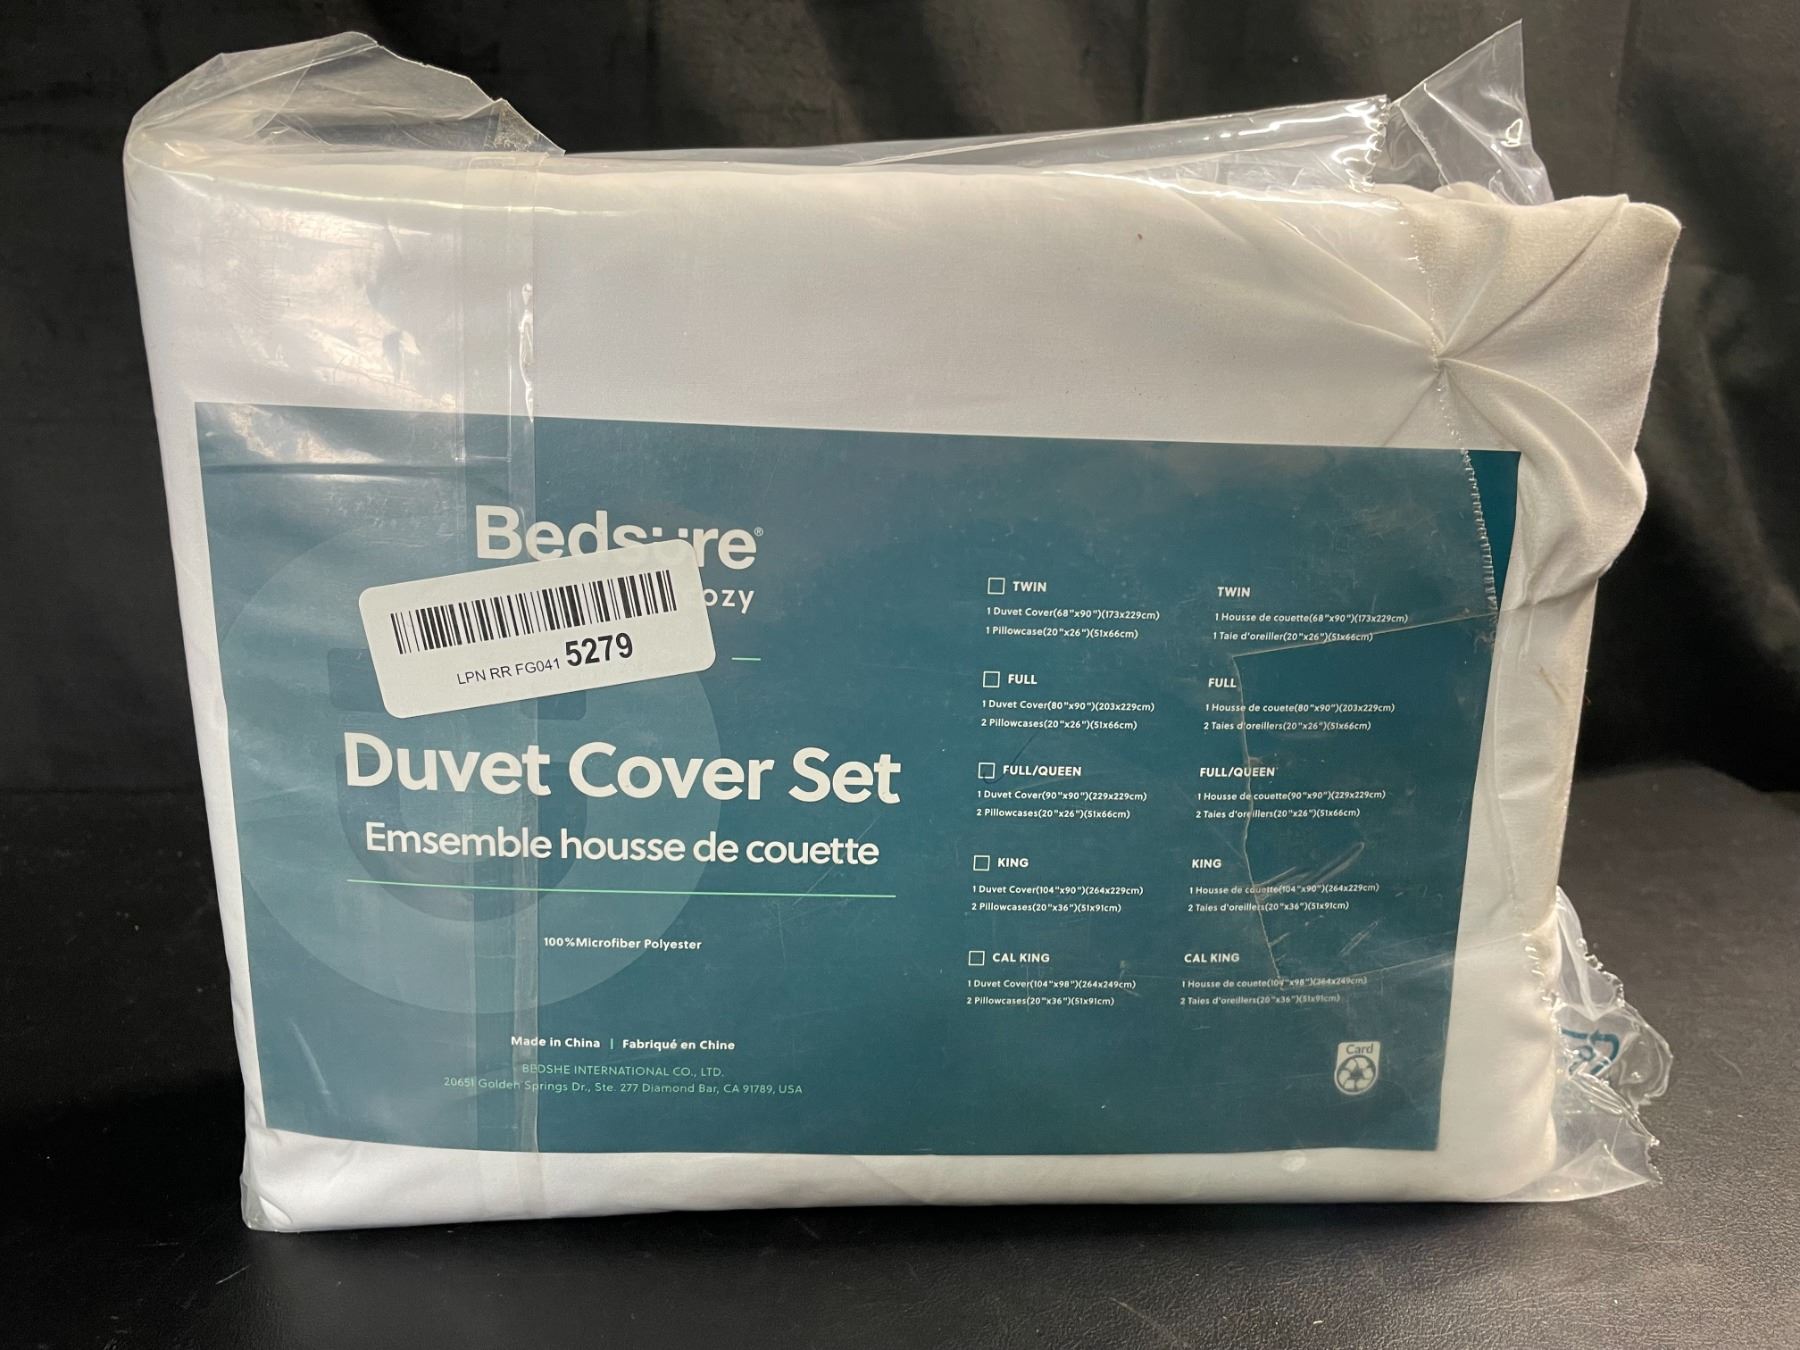 Bedsure®
ozy
LPN RR FG041 5279
Duvet Cover Set
Emsemble housse de couette
100%Microfiber Polyester
Made in China | Fabriqué en Chine
BEDSHE INTERNATIONAL CO., LTD.
20651 Golden Springs Dr., Ste. 277 Diamond Bar, CA 91789, USA
TWIN
1 Duvet Cover(68"x90")(173x229cm)
1 Pillowcase(20"x26")(51x66cm)
FULL
1 Duvet Cover(80"x90")(203x229cm)
2 Pillowcases(20"x26")(51x66cm)
FULL/QUEEN
1 Duvet Cover(90"x90")(229x229cm)
2 Pillowcases(20"x26")(51x66cm)
KING
1 Duvet Cover(104"x90")(264x229cm)
2 Pillowcases(20"x36")(51x91cm)
CAL KING
1 Duvet Cover(104"x98")(264x249cm)
2 Pillowcases(20"x36")(51x91cm)
TWIN
1 Housse de couette(68"x90")(173x229cm)
1 Taie d'oreiller(20"x26")(51x66cm)
FULL
1 Housse de couete(80"x90")(203x229cm)
2 Taies d'oreillers(20"x26")(51x66cm)
FULL/QUEEN
1 Housse de couette(90"x90")(229x229cm)
2 Taies d'oreillers(20"x26")(51x66cm)
KING
1 Housse de couette(104"x90")(264x229cm)
2 Taies d'oreillers(20"x36")(51x91cm)
CAL KING
1 Housse de couete(104"x98")(264x249cm)
2 Taies d'oreillers(20"x36")(51x91cm)
Card